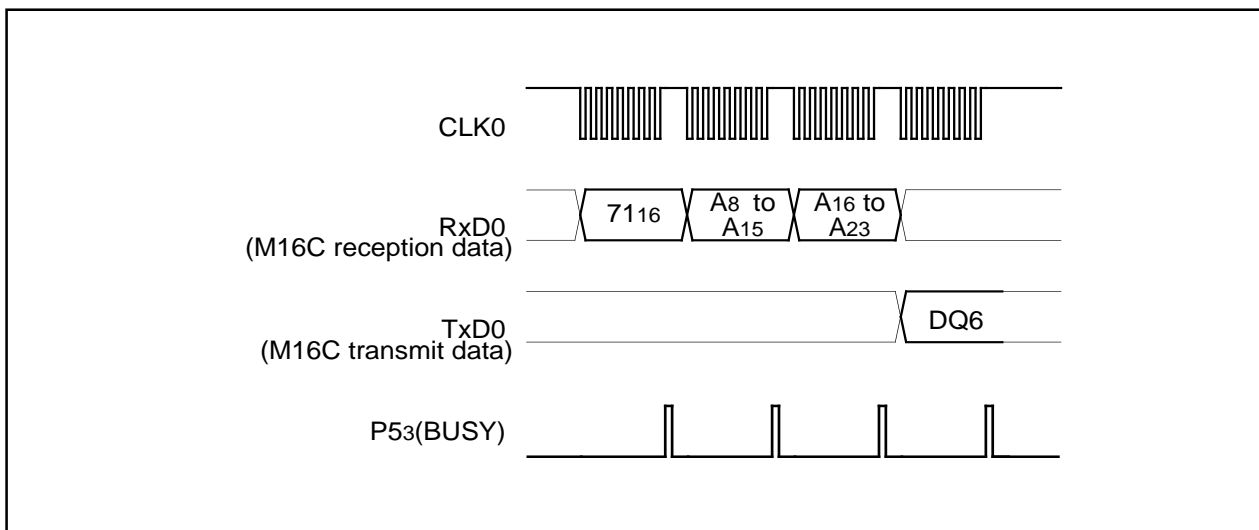 CLK0
RxD0
(M16C reception data)
7116
A8 to
A15
A16 to
A23
TxD0
(M16C transmit data)
DQ6
P53(BUSY)